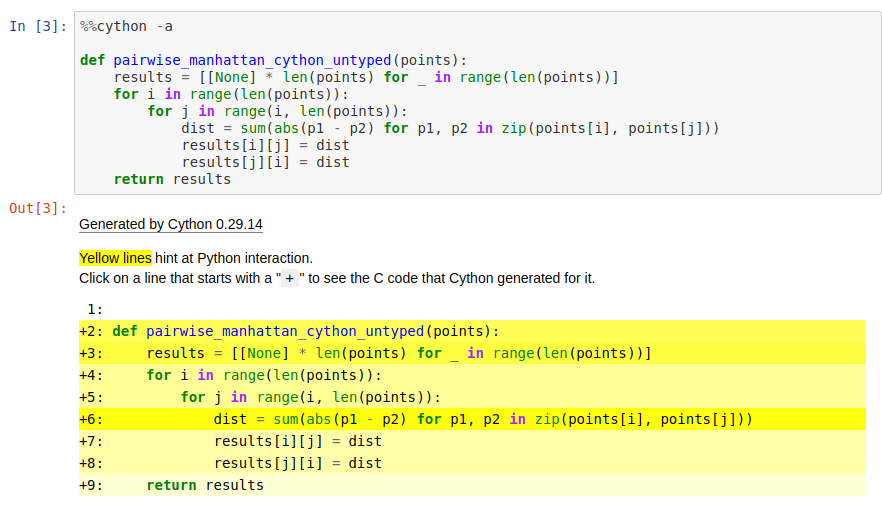 In [3]: %%cython -a
def pairwise_manhattan_cython_untyped(points):
    results = [[None] * len(points) for _ in range(len(points))]
    for i in range(len(points)):
        for j in range(i, len(points)):
            dist = sum(abs(p1 - p2) for p1, p2 in zip(points[i], points[j]))
            results[i][j] = dist
            results[j][i] = dist
    return results
Out[3]:
Generated by Cython 0.29.14
Yellow lines hint at Python interaction.
Click on a line that starts with a "+" to see the C code that Cython generated for it.
 1:
+2: def pairwise_manhattan_cython_untyped(points):
+3:     results = [[None] * len(points) for _ in range(len(points))]
+4:     for i in range(len(points)):
+5:         for j in range(i, len(points)):
+6:             dist = sum(abs(p1 - p2) for p1, p2 in zip(points[i], points[j]))
+7:             results[i][j] = dist
+8:             results[j][i] = dist
+9:     return results